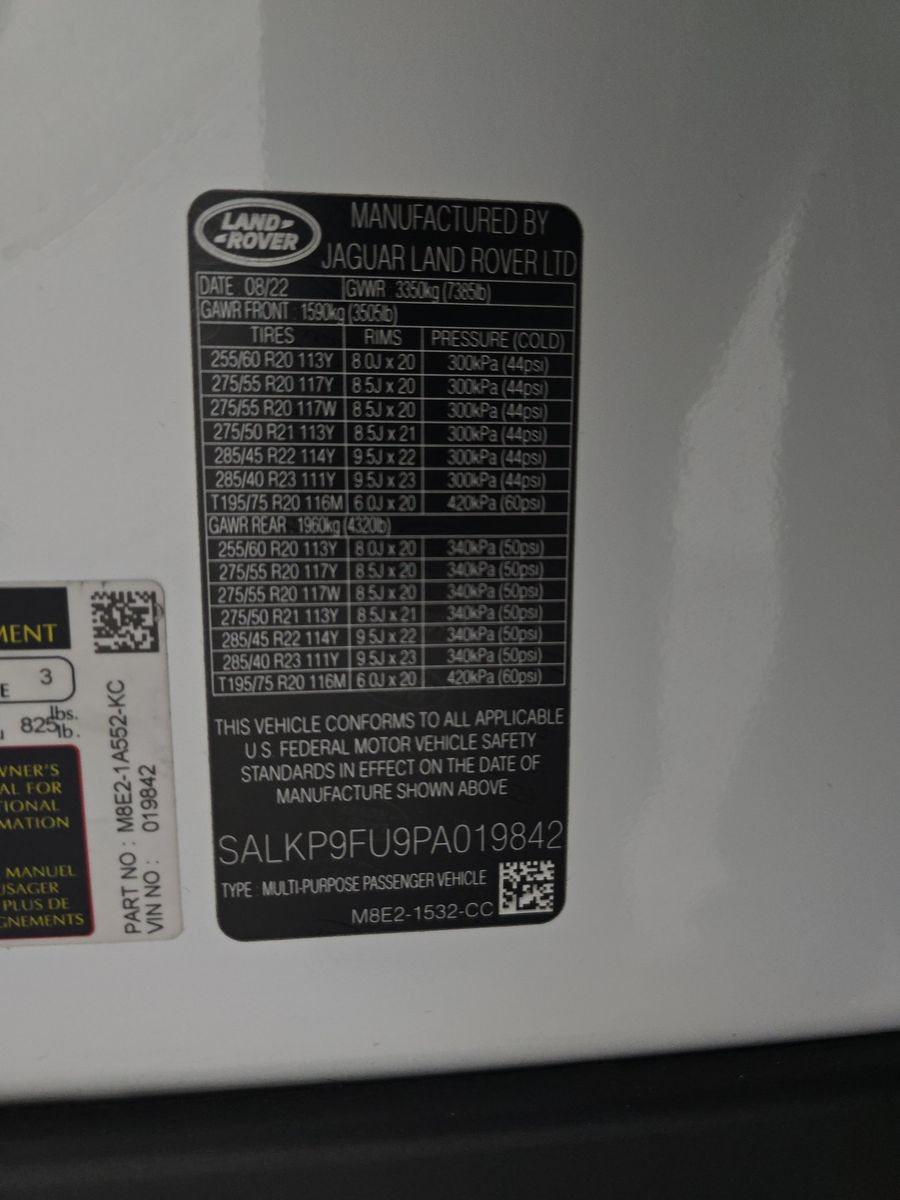 LAND-
-ROVER
MANUFACTURED BY
JAGUAR LAND ROVER LTD
DATE 08/22 GVWR : 3350kg (7385lb)
GAWR FRONT : 1590kg (3505lb)
TIRES RIMS PRESSURE (COLD)
255/60 R20 113Y 8.0J x 20 300kPa (44psi)
275/55 R20 117Y 8.5J x 20 300kPa (44psi)
275/55 R20 117W 8.5J x 20 300kPa (44psi)
275/50 R21 113Y 8.5J x 21 300kPa (44psi)
285/45 R22 114Y 9.5J x 22 300kPa (44psi)
285/40 R23 111Y 9.5J x 23 300kPa (44psi)
T195/75 R20 116M 6.0J x 20 420kPa (60psi)
GAWR REAR : 1960kg (4320lb)
255/60 R20 113Y 8.0J x 20 340kPa (50psi)
275/55 R20 117Y 8.5J x 20 340kPa (50psi)
275/55 R20 117W 8.5J x 20 340kPa (50psi)
275/50 R21 113Y 8.5J x 21 340kPa (50psi)
285/45 R22 114Y 9.5J x 22 340kPa (50psi)
285/40 R23 111Y 9.5J x 23 340kPa (50psi)
T195/75 R20 116M 6.0J x 20 420kPa (60psi)
THIS VEHICLE CONFORMS TO ALL APPLICABLE
U.S. FEDERAL MOTOR VEHICLE SAFETY
STANDARDS IN EFFECT ON THE DATE OF
MANUFACTURE SHOWN ABOVE
SALKP9FU9PA019842
TYPE : MULTI-PURPOSE PASSENGER VEHICLE
M8E2-1532-CC
MENT
E 3
825 lbs.
lb.
WNER'S
AL FOR
TIONAL
MATION
MANUEL
USAGER
PLUS DE
GNEMENTS
PART NO : M8E2-1A552-KC
VIN NO : 019842